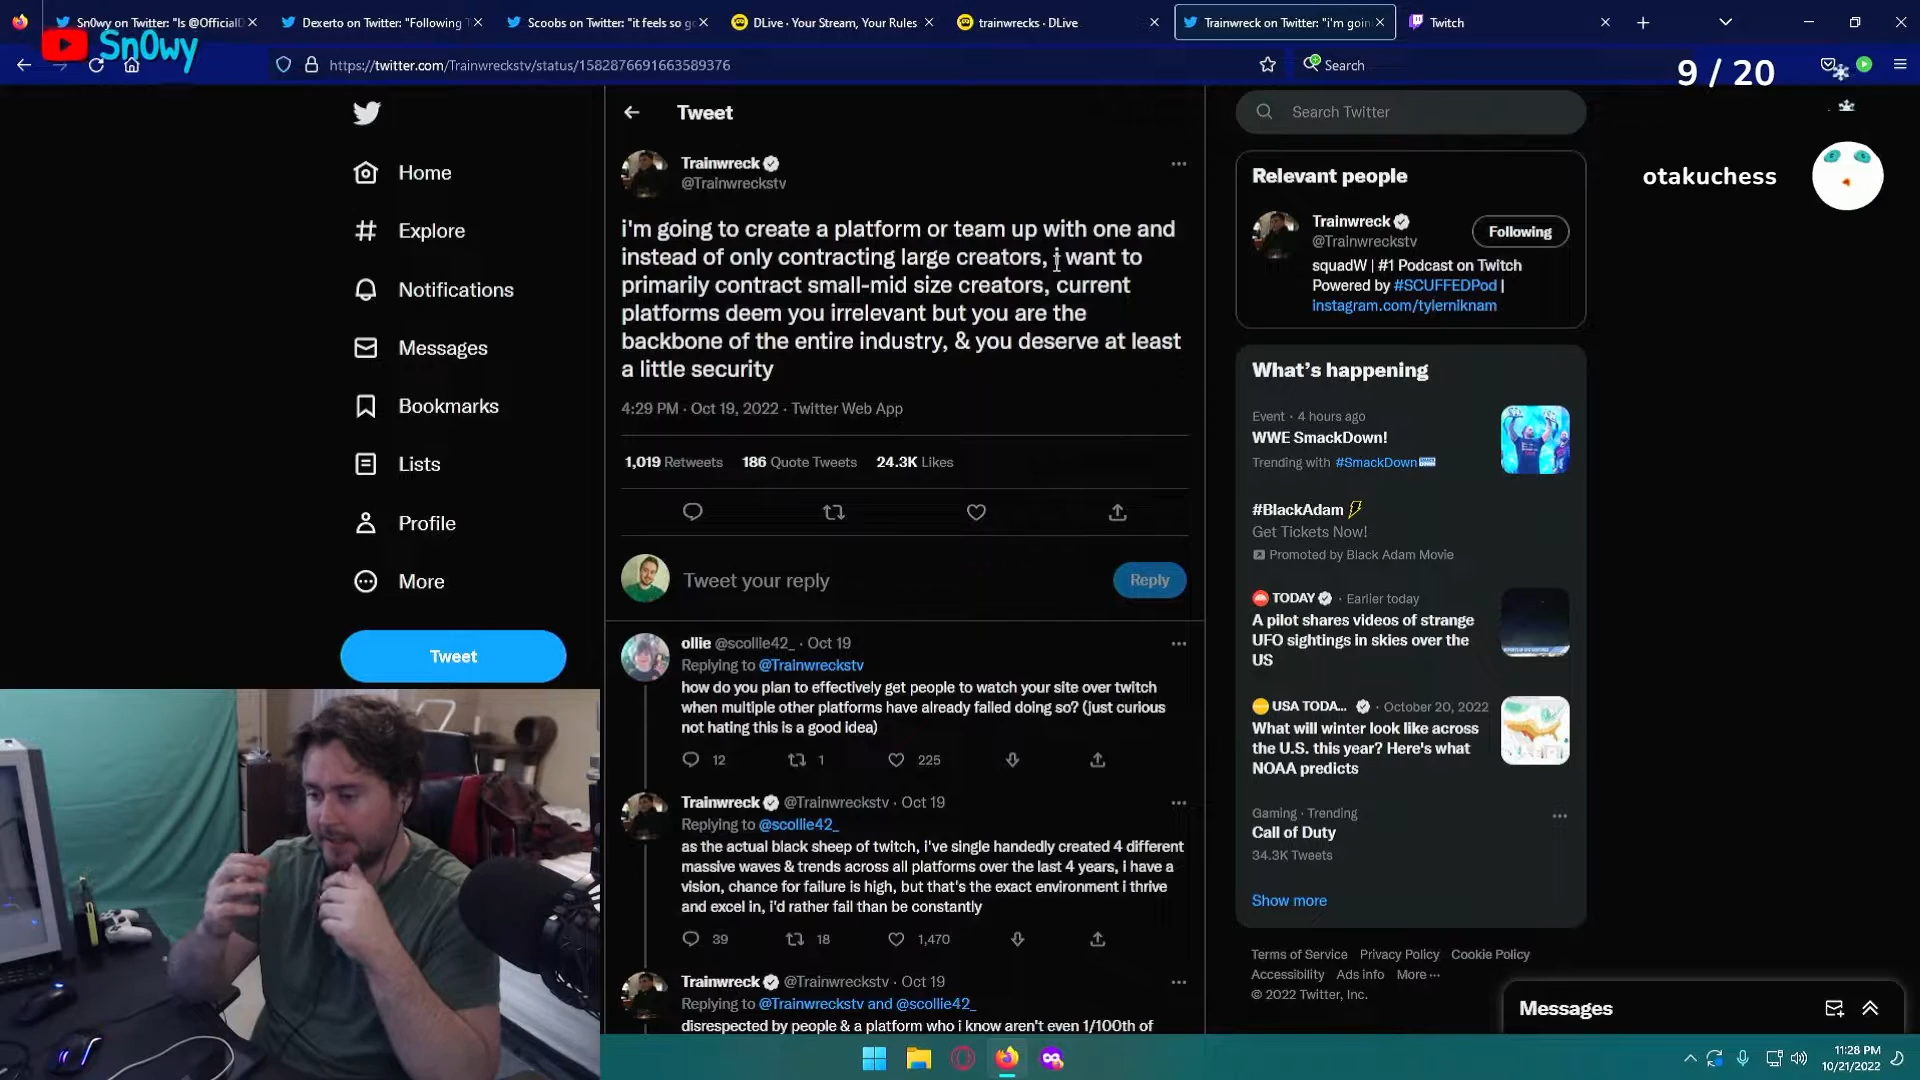 Sn0wy on Twitter: "Is @OfficialD
Dexerto on Twitter: "Following T
Scoobs on Twitter: "it feels so go
DLive · Your Stream, Your Rules
trainwrecks · DLive
Trainwreck on Twitter: "i'm goin
Twitch
Sn0wy
https://twitter.com/Trainwreckstv/status/1582876691663589376
Search
9 / 20
otakuchess
Home
Explore
Notifications
Messages
Bookmarks
Lists
Profile
More
Tweet
Tweet
Trainwreck
@Trainwreckstv
i'm going to create a platform or team up with one and
instead of only contracting large creators, i want to
primarily contract small-mid size creators, current
platforms deem you irrelevant but you are the
backbone of the entire industry, & you deserve at least
a little security
4:29 PM · Oct 19, 2022 · Twitter Web App
1,019 Retweets 186 Quote Tweets 24.3K Likes
Tweet your reply
Reply
ollie @scollie42_ · Oct 19
Replying to @Trainwreckstv
how do you plan to effectively get people to watch your site over twitch
when multiple other platforms have already failed doing so? (just curious
not hating this is a good idea)
12 1 225
Trainwreck @Trainwreckstv · Oct 19
Replying to @scollie42_
as the actual black sheep of twitch, i've single handedly created 4 different
massive waves & trends across all platforms over the last 4 years, i have a
vision, chance for failure is high, but that's the exact environment i thrive
and excel in, i'd rather fail than be constantly
39 18 1,470
Trainwreck @Trainwreckstv · Oct 19
Replying to @Trainwreckstv and @scollie42_
disrespected by people & a platform who i know aren't even 1/100th of
Search Twitter
Relevant people
Trainwreck
@Trainwreckstv
Following
squadW | #1 Podcast on Twitch
Powered by #SCUFFEDPod |
instagram.com/tylerniknam
What's happening
Event · 4 hours ago
WWE SmackDown!
Trending with #SmackDown
#BlackAdam
Get Tickets Now!
Promoted by Black Adam Movie
TODAY · Earlier today
A pilot shares videos of strange
UFO sightings in skies over the
US
USA TODA... · October 20, 2022
What will winter look like across
the U.S. this year? Here's what
NOAA predicts
Gaming · Trending
Call of Duty
34.3K Tweets
Show more
Terms of Service Privacy Policy Cookie Policy
Accessibility Ads info More ···
© 2022 Twitter, Inc.
Messages
11:28 PM
10/21/2022